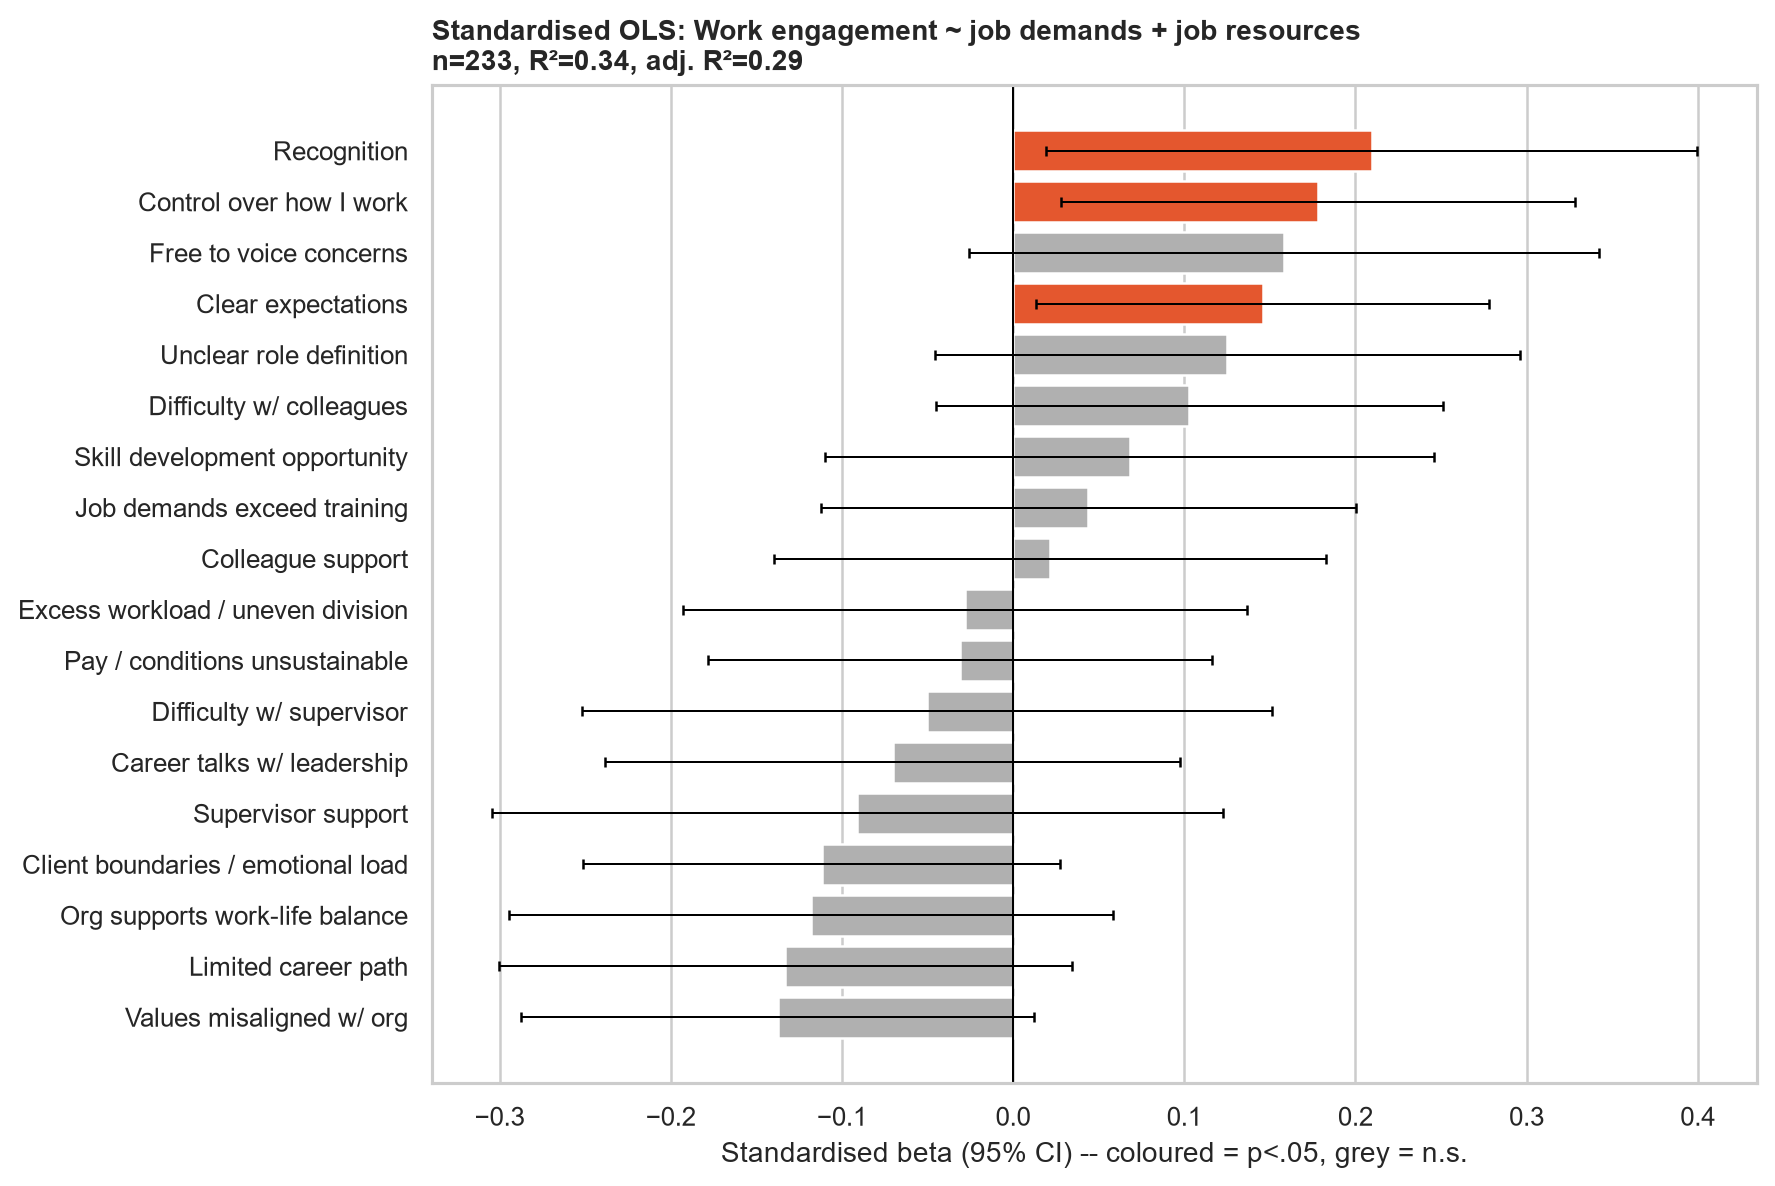 Standardised OLS: Work engagement ~ job demands + job resources
n=233, R²=0.34, adj. R²=0.29
Recognition
Control over how I work
Free to voice concerns
Clear expectations
Unclear role definition
Difficulty w/ colleagues
Skill development opportunity
Job demands exceed training
Colleague support
Excess workload / uneven division
Pay / conditions unsustainable
Difficulty w/ supervisor
Career talks w/ leadership
Supervisor support
Client boundaries / emotional load
Org supports work-life balance
Limited career path
Values misaligned w/ org
−0.3 −0.2 −0.1 0.0 0.1 0.2 0.3 0.4
Standardised beta (95% CI) -- coloured = p<.05, grey = n.s.